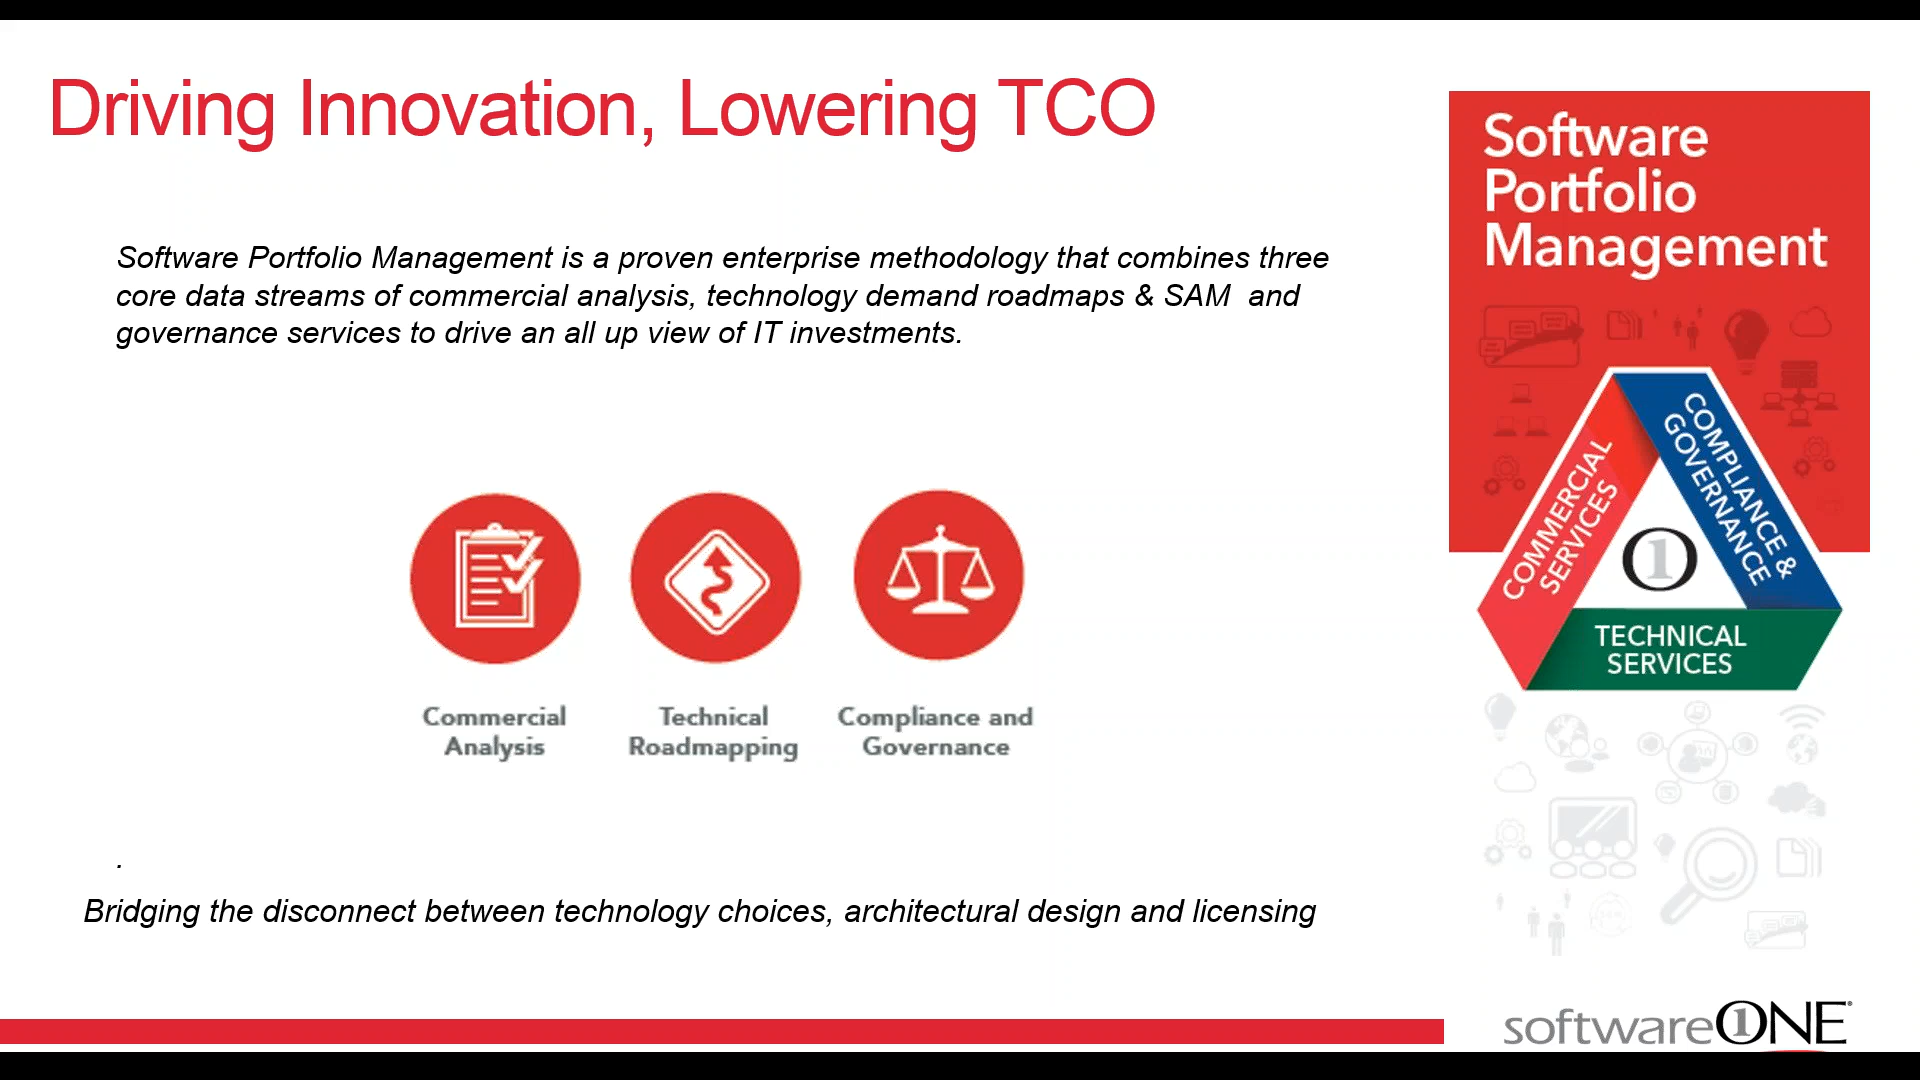 Driving Innovation, Lowering TCO
Software Portfolio Management is a proven enterprise methodology that combines three
core data streams of commercial analysis, technology demand roadmaps & SAM  and
governance services to drive an all up view of IT investments.
Commercial
Analysis
Technical
Roadmapping
Compliance and
Governance
.
Bridging the disconnect between technology choices, architectural design and licensing
Software
Portfolio
Management
COMMERCIAL
SERVICES
COMPLIANCE &
GOVERNANCE
1
TECHNICAL
SERVICES
software1ONE